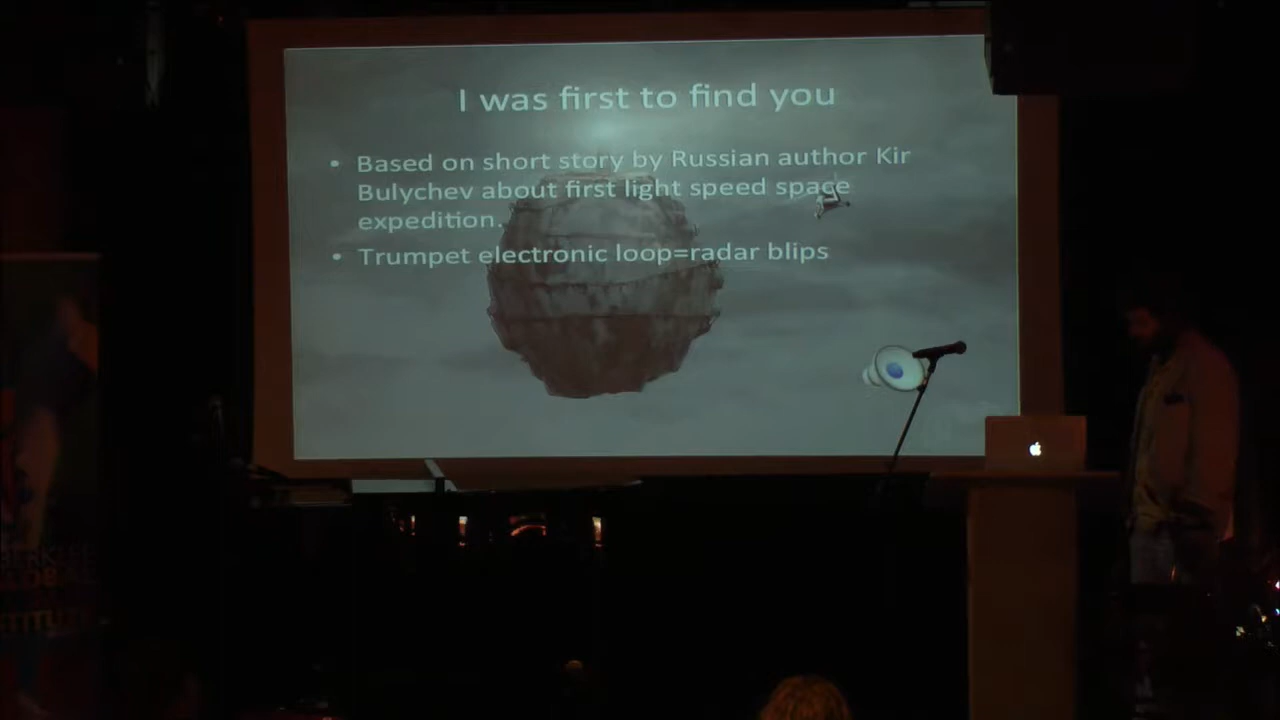 I was first to find you
• Based on short story by Russian author Kir
Bulychev about first light speed space
expedition.
• Trumpet electronic loop=radar blips